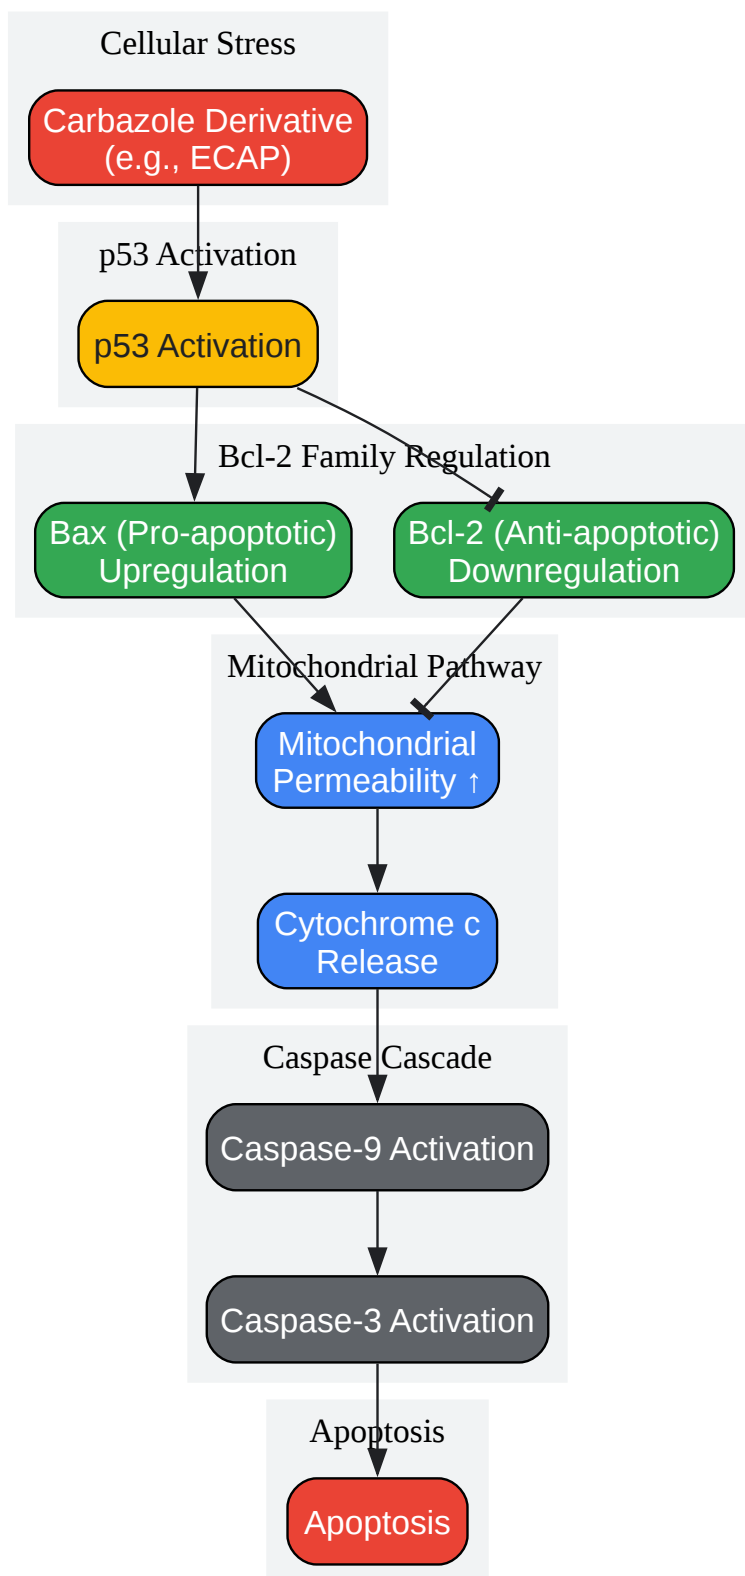 Cellular Stress
Carbazole Derivative
(e.g., ECAP)
p53 Activation
p53 Activation
Bcl-2 Family Regulation
Bax (Pro-apoptotic)
Upregulation
Bcl-2 (Anti-apoptotic)
Downregulation
Mitochondrial Pathway
Mitochondrial
Permeability ↑
Cytochrome c
Release
Caspase Cascade
Caspase-9 Activation
Caspase-3 Activation
Apoptosis
Apoptosis